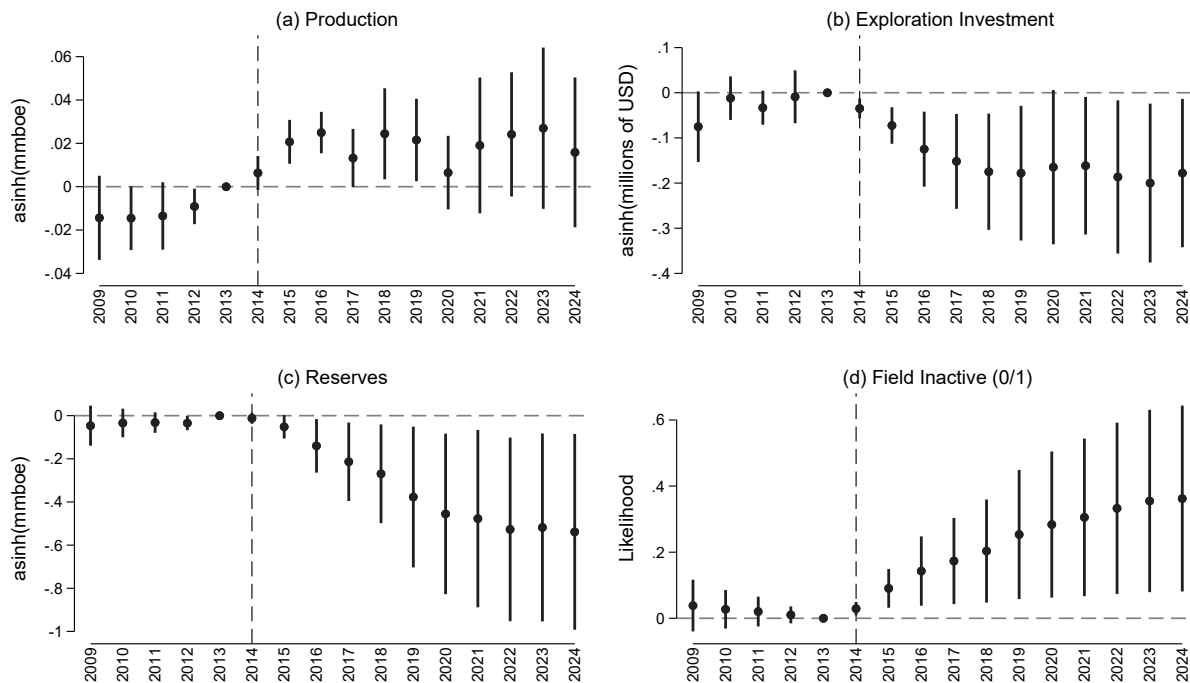 (a) Production
asinh(mmboe)
.06
.04
.02
0
-.02
-.04
2009 2010 2011 2012 2013 2014 2015 2016 2017 2018 2019 2020 2021 2022 2023 2024
(b) Exploration Investment
asinh(millions of USD)
.1
0
-.1
-.2
-.3
-.4
2009 2010 2011 2012 2013 2014 2015 2016 2017 2018 2019 2020 2021 2022 2023 2024
(c) Reserves
asinh(mmboe)
0
-.2
-.4
-.6
-.8
-1
2009 2010 2011 2012 2013 2014 2015 2016 2017 2018 2019 2020 2021 2022 2023 2024
(d) Field Inactive (0/1)
Likelihood
.6
.4
.2
0
2009 2010 2011 2012 2013 2014 2015 2016 2017 2018 2019 2020 2021 2022 2023 2024